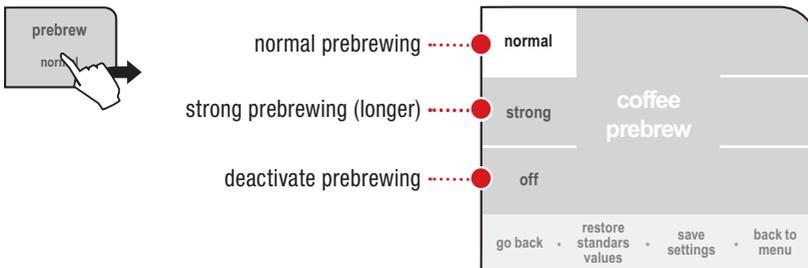 prebrew
normal
normal prebrewing
strong prebrewing (longer)
deactivate prebrewing
normal
strong
off
coffee
prebrew
go back
restore
standars
values
save
settings
back to
menu